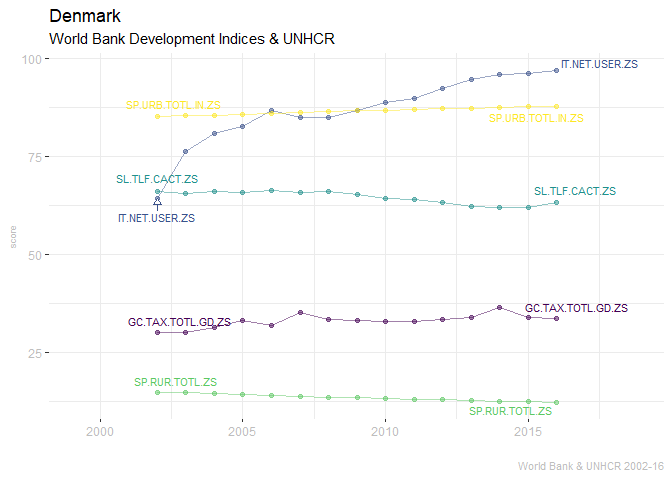 Denmark
World Bank Development Indices & UNHCR
100
IT.NET.USER.ZS
SP.URB.TOTL.IN.ZS
SP.URB.TOTL.IN.ZS
75
SL.TLF.CACT.ZS
SL.TLF.CACT.ZS
IT.NET.USER.ZS
score
50
GC.TAX.TOTL.GD.ZS
GC.TAX.TOTL.GD.ZS
25
SP.RUR.TOTL.ZS
SP.RUR.TOTL.ZS
2000
2005
2010
2015
World Bank & UNHCR 2002-16